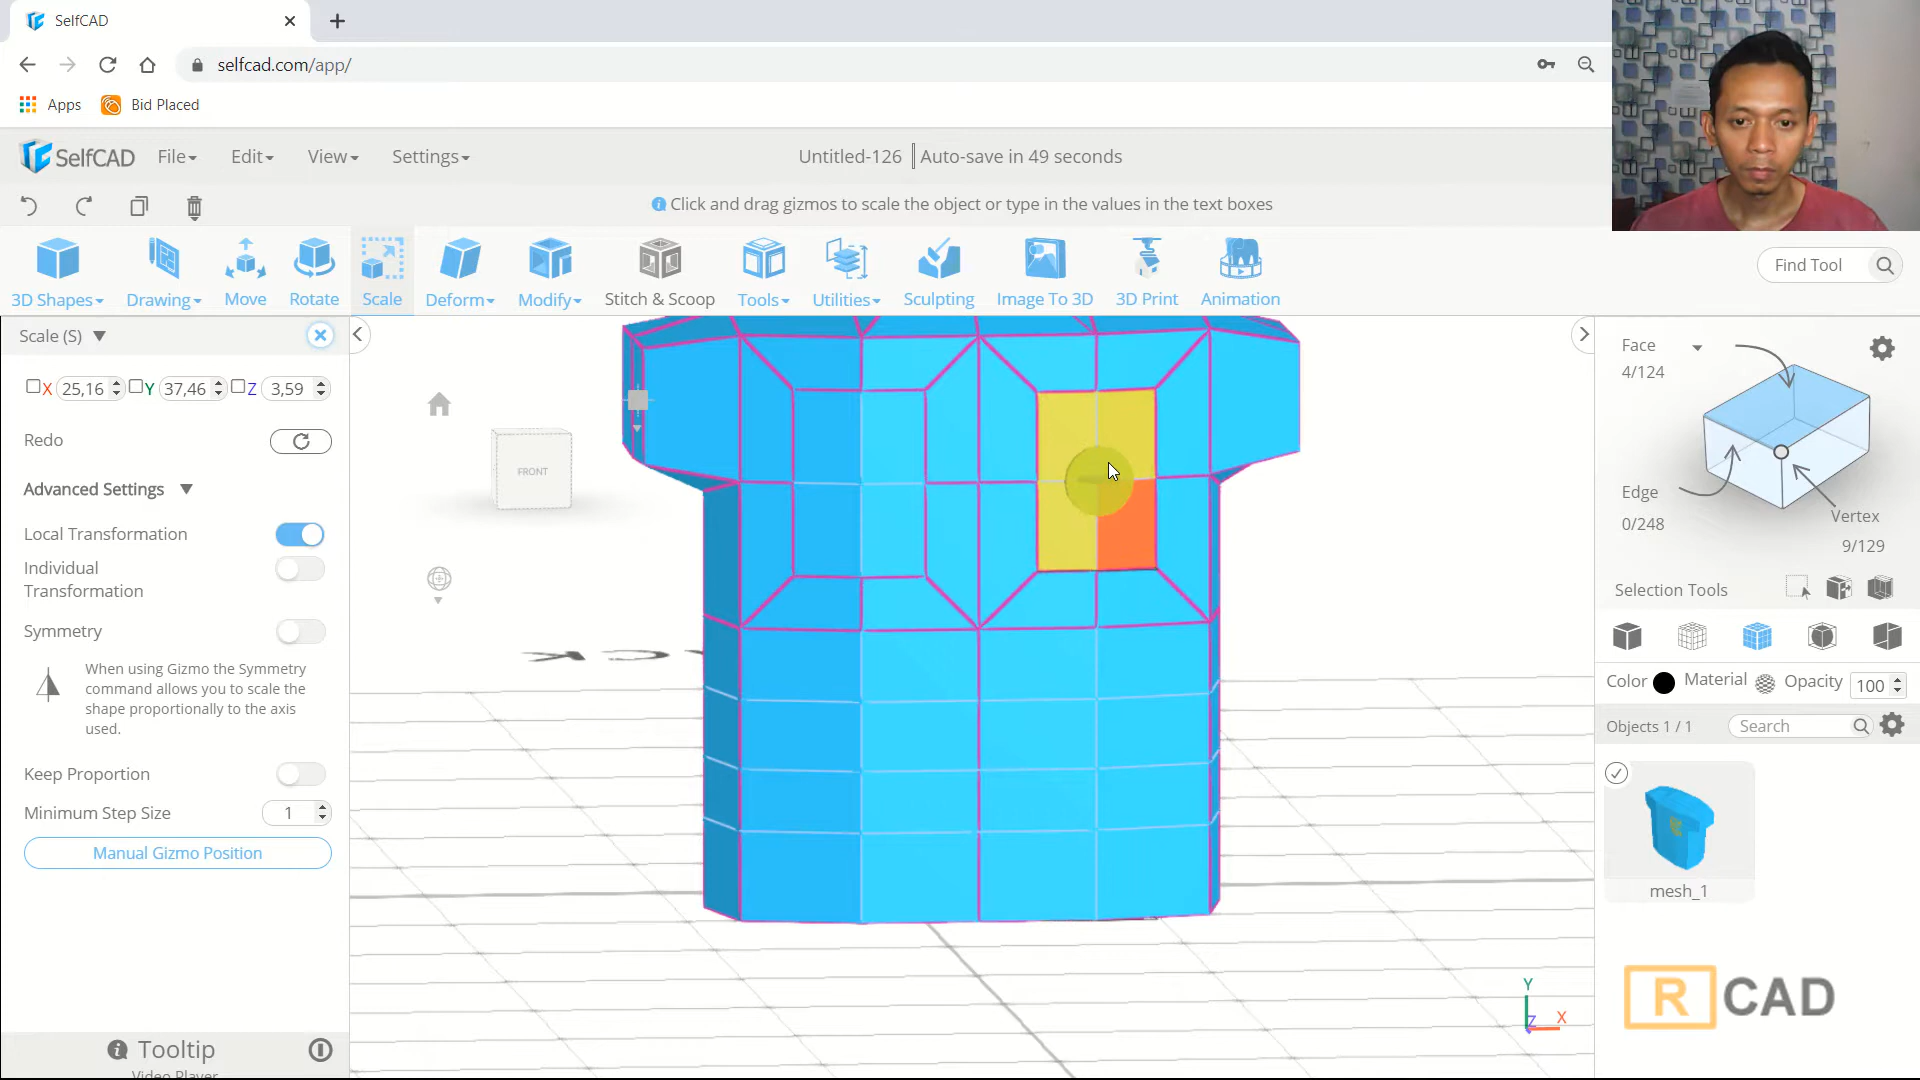 SelfCAD
selfcad.com/app/
Apps
Bid Placed
SelfCAD File Edit View Settings Untitled-126 Auto-save in 49 seconds
Click and drag gizmos to scale the object or type in the values in the text boxes
3D Shapes Drawing Move Rotate Scale Deform Modify Stitch & Scoop Tools Utilities Sculpting Image To 3D 3D Print Animation Find Tool
Scale (S)
X 25,16 Y 37,46 Z 3,59
Redo
Advanced Settings
Local Transformation
Individual
Transformation
Symmetry
When using Gizmo the Symmetry
command allows you to scale the
shape proportionally to the axis
used.
Keep Proportion
Minimum Step Size 1
Manual Gizmo Position
Tooltip
Video Player
FRONT
Y
Z
X
Face
4/124
Edge
0/248
Vertex
9/129
Selection Tools
Color Material Opacity 100
Objects 1 / 1 Search
mesh_1
R CAD